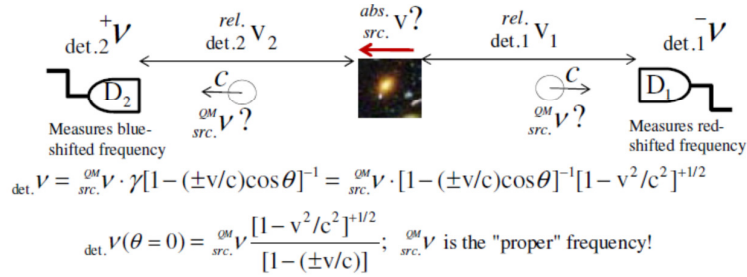 ⁺_{det.2}ν
^{rel.}_{det.2}V₂
^{abs.}_{src.}V?
^{rel.}_{det.1}V₁
⁻_{det.1}ν
D₂
c
^{QM}_{src.}ν?
c
^{QM}_{src.}ν?
D₁
Measures blue-
shifted frequency
Measures red-
shifted frequency
_{det.}ν = ^{QM}_{src.}ν · γ[1−(±v/c)cosθ]⁻¹ = ^{QM}_{src.}ν · [1−(±v/c)cosθ]⁻¹[1−v²/c²]^{+1/2}
_{det.}ν(θ = 0) = ^{QM}_{src.}ν [1−v²/c²]^{+1/2} / [1−(±v/c)]; ^{QM}_{src.}ν is the "proper" frequency!